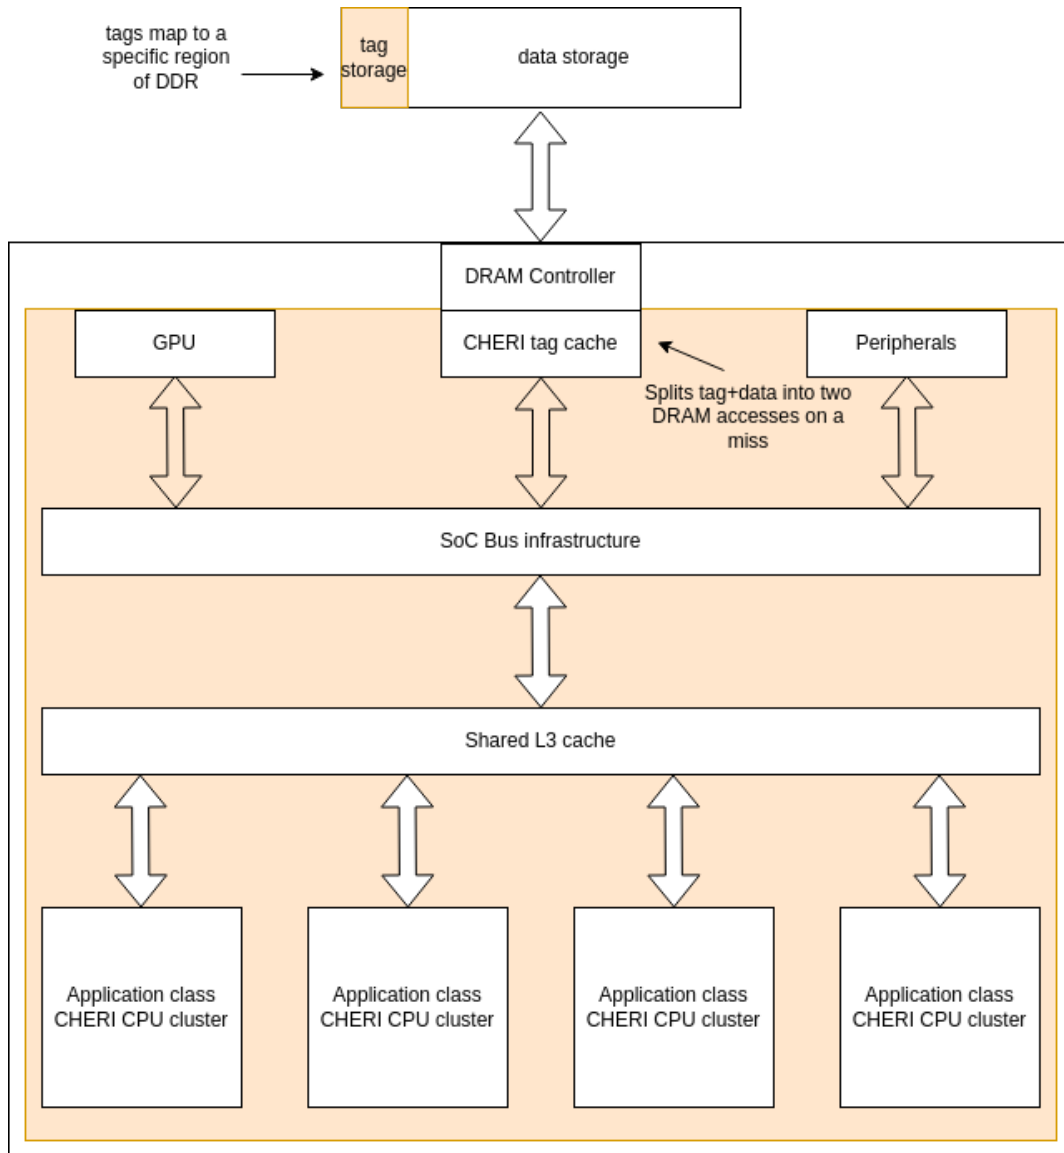 tags map to a
specific region
of DDR
tag
storage
data storage
DRAM Controller
GPU
CHERI tag cache
Peripherals
Splits tag+data into two
DRAM accesses on a
miss
SoC Bus infrastructure
Shared L3 cache
Application class
CHERI CPU cluster
Application class
CHERI CPU cluster
Application class
CHERI CPU cluster
Application class
CHERI CPU cluster